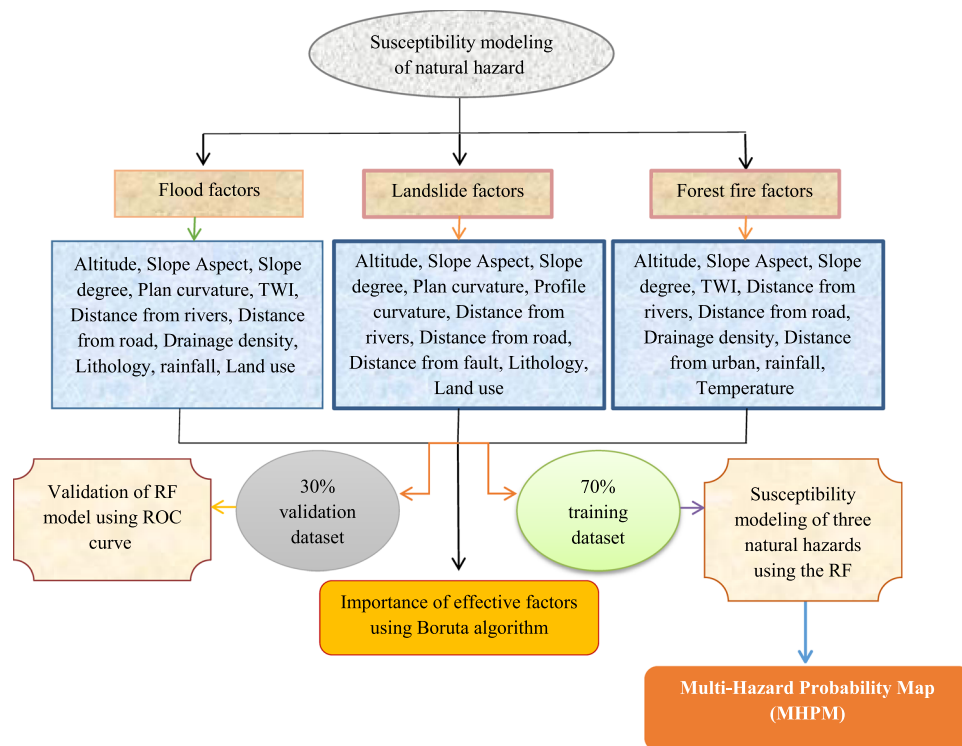 Susceptibility modeling
of natural hazard
Flood factors
Landslide factors
Forest fire factors
Altitude, Slope Aspect, Slope
degree, Plan curvature, TWI,
Distance from rivers, Distance
from road, Drainage density,
Lithology, rainfall, Land use
Altitude, Slope Aspect, Slope
degree, Plan curvature, Profile
curvature, Distance from
rivers, Distance from road,
Distance from fault, Lithology,
Land use
Altitude, Slope Aspect, Slope
degree, TWI, Distance from
rivers, Distance from road,
Drainage density, Distance
from urban, rainfall,
Temperature
Validation of RF
model using ROC
curve
30%
validation
dataset
70%
training
dataset
Susceptibility
modeling of three
natural hazards
using the RF
Importance of effective factors
using Boruta algorithm
Multi-Hazard Probability Map
(MHPM)